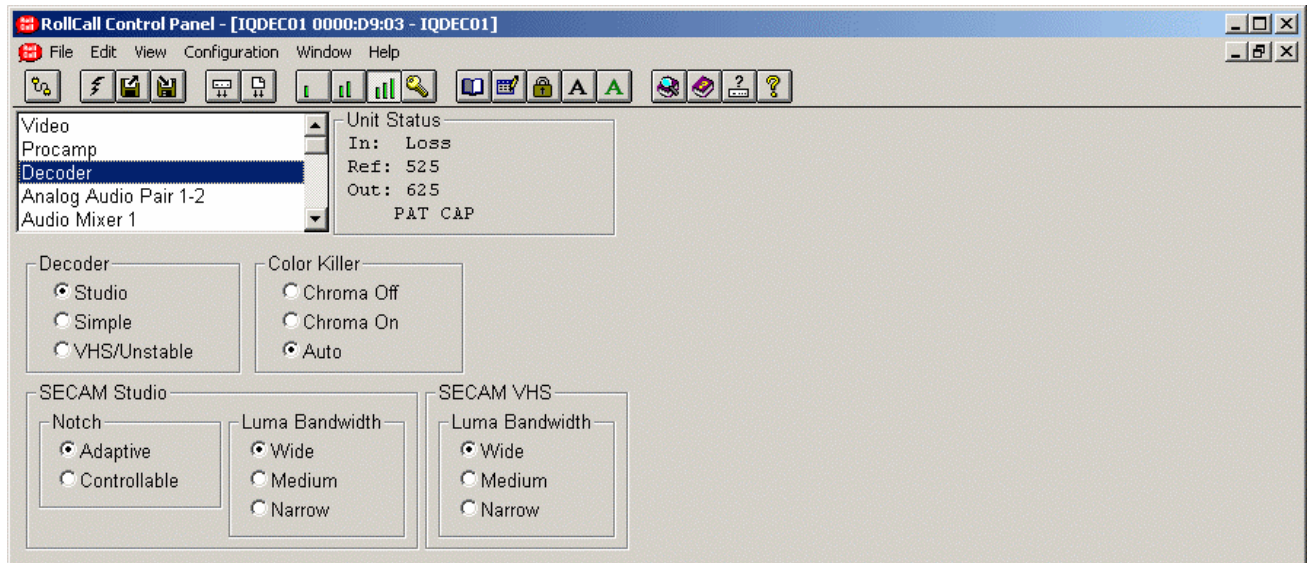 RollCall Control Panel - [IQDEC01 0000:D9:03 - IQDEC01]
File Edit View Configuration Window Help
A A ? ?
Video
Procamp
Decoder
Analog Audio Pair 1-2
Audio Mixer 1
Unit Status
In: Loss
Ref: 525
Out: 625
PAT CAP
Decoder
Studio
Simple
VHS/Unstable
Color Killer
Chroma Off
Chroma On
Auto
SECAM Studio
Notch
Adaptive
Controllable
Luma Bandwidth
Wide
Medium
Narrow
SECAM VHS
Luma Bandwidth
Wide
Medium
Narrow